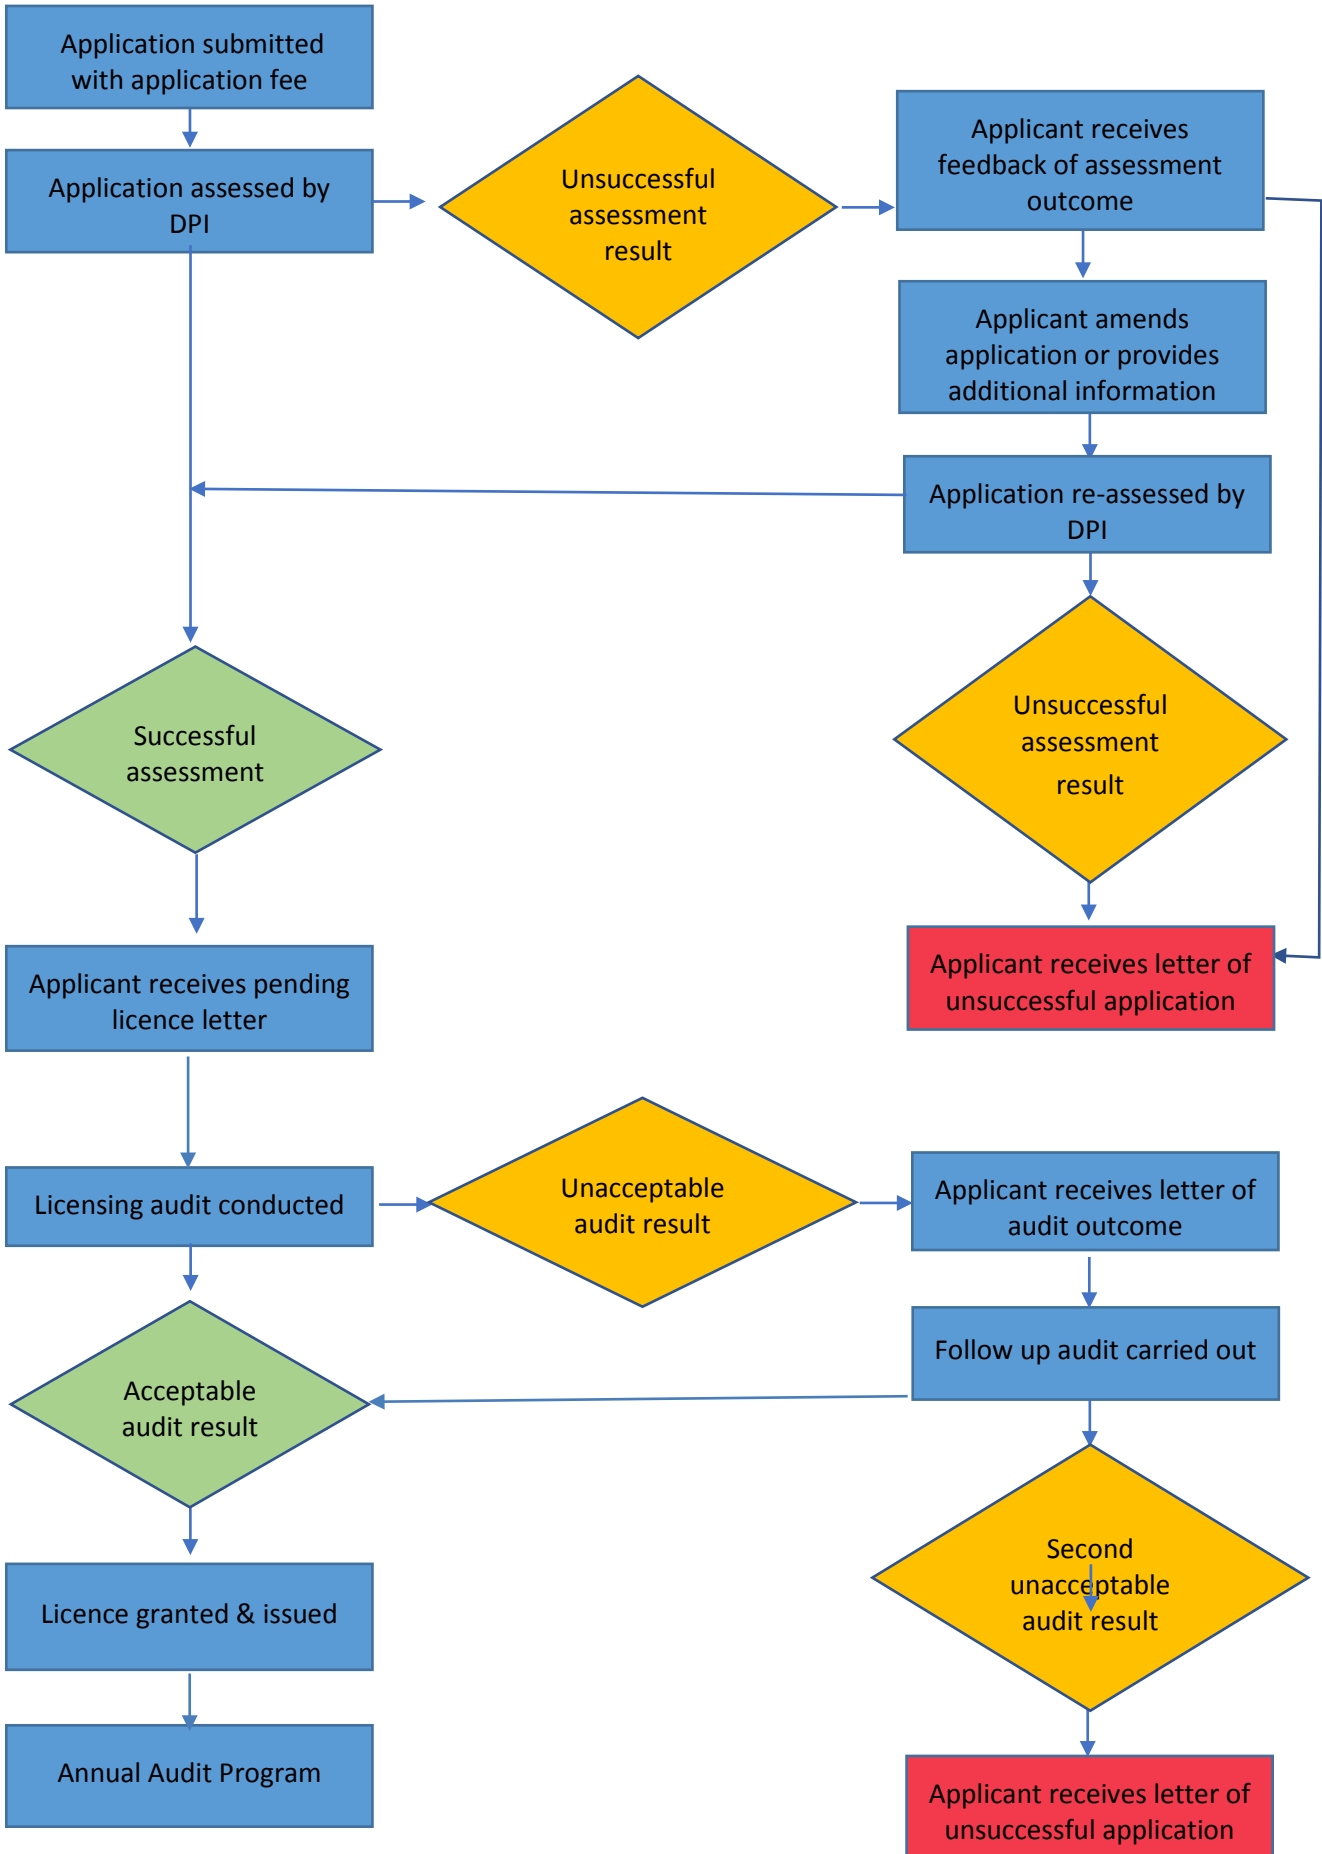 Application submitted
with application fee
Application assessed by
DPI
Unsuccessful
assessment
result
Applicant receives
feedback of assessment
outcome
Applicant amends
application or provides
additional information
Application re-assessed by
DPI
Unsuccessful
assessment
result
Applicant receives letter of
unsuccessful application
Successful
assessment
Applicant receives pending
licence letter
Licensing audit conducted
Unacceptable
audit result
Applicant receives letter of
audit outcome
Follow up audit carried out
Acceptable
audit result
Second
unacceptable
audit result
Licence granted & issued
Annual Audit Program
Applicant receives letter of
unsuccessful application